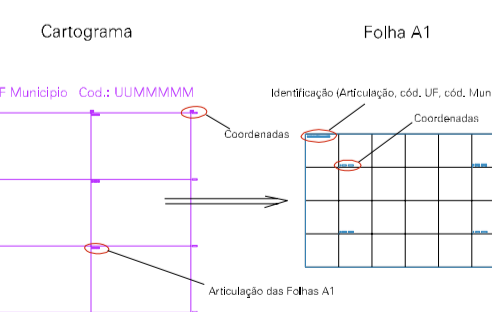 Cartograma
Folha A1
F Municipio Cod.: UUMMMMM
Identificação (Articulação, cód. UF, cód. Mun
Coordenadas
Coordenadas
Articulação das Folhas A1